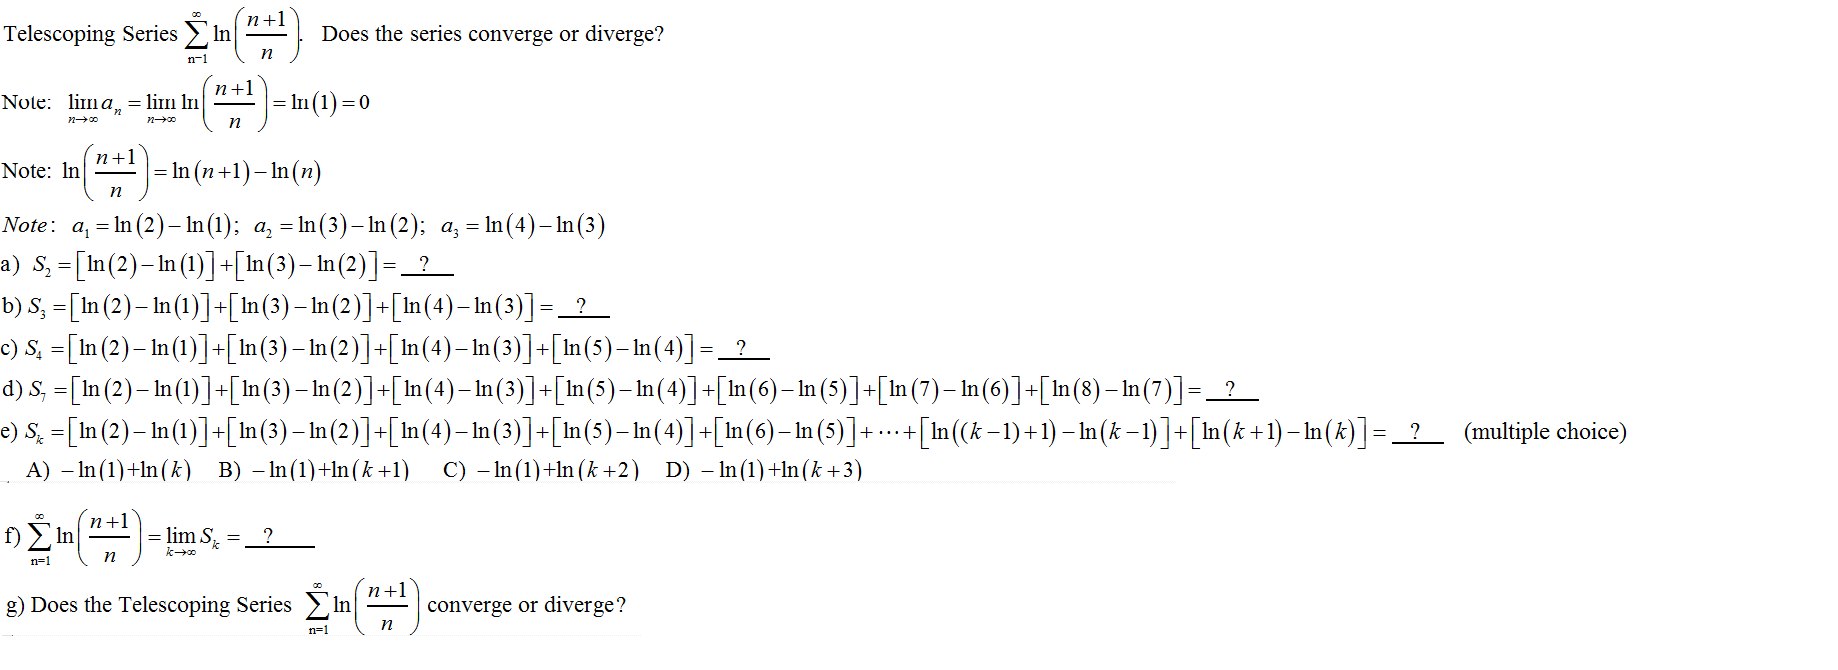 Telescoping Series ∑_{n=1}^{∞} ln((n+1)/n). Does the series converge or diverge?
Note: lim_{n→∞} a_n = lim_{n→∞} ln((n+1)/n) = ln(1) = 0
Note: ln((n+1)/n) = ln(n+1) − ln(n)
Note: a_1 = ln(2) − ln(1); a_2 = ln(3) − ln(2); a_3 = ln(4) − ln(3)
a) S_2 = [ln(2) − ln(1)] + [ln(3) − ln(2)] = __?__
b) S_3 = [ln(2) − ln(1)] + [ln(3) − ln(2)] + [ln(4) − ln(3)] = __?__
c) S_4 = [ln(2) − ln(1)] + [ln(3) − ln(2)] + [ln(4) − ln(3)] + [ln(5) − ln(4)] = __?__
d) S_7 = [ln(2) − ln(1)] + [ln(3) − ln(2)] + [ln(4) − ln(3)] + [ln(5) − ln(4)] + [ln(6) − ln(5)] + [ln(7) − ln(6)] + [ln(8) − ln(7)] = __?__
e) S_k = [ln(2) − ln(1)] + [ln(3) − ln(2)] + [ln(4) − ln(3)] + [ln(5) − ln(4)] + [ln(6) − ln(5)] + ⋯ + [ln((k−1)+1) − ln(k−1)] + [ln(k+1) − ln(k)] = __?__ (multiple choice)
A) − ln(1) + ln(k) B) − ln(1) + ln(k+1) C) − ln(1) + ln(k+2) D) − ln(1) + ln(k+3)
f) ∑_{n=1}^{∞} ln((n+1)/n) = lim_{k→∞} S_k = __?__
g) Does the Telescoping Series ∑_{n=1}^{∞} ln((n+1)/n) converge or diverge?